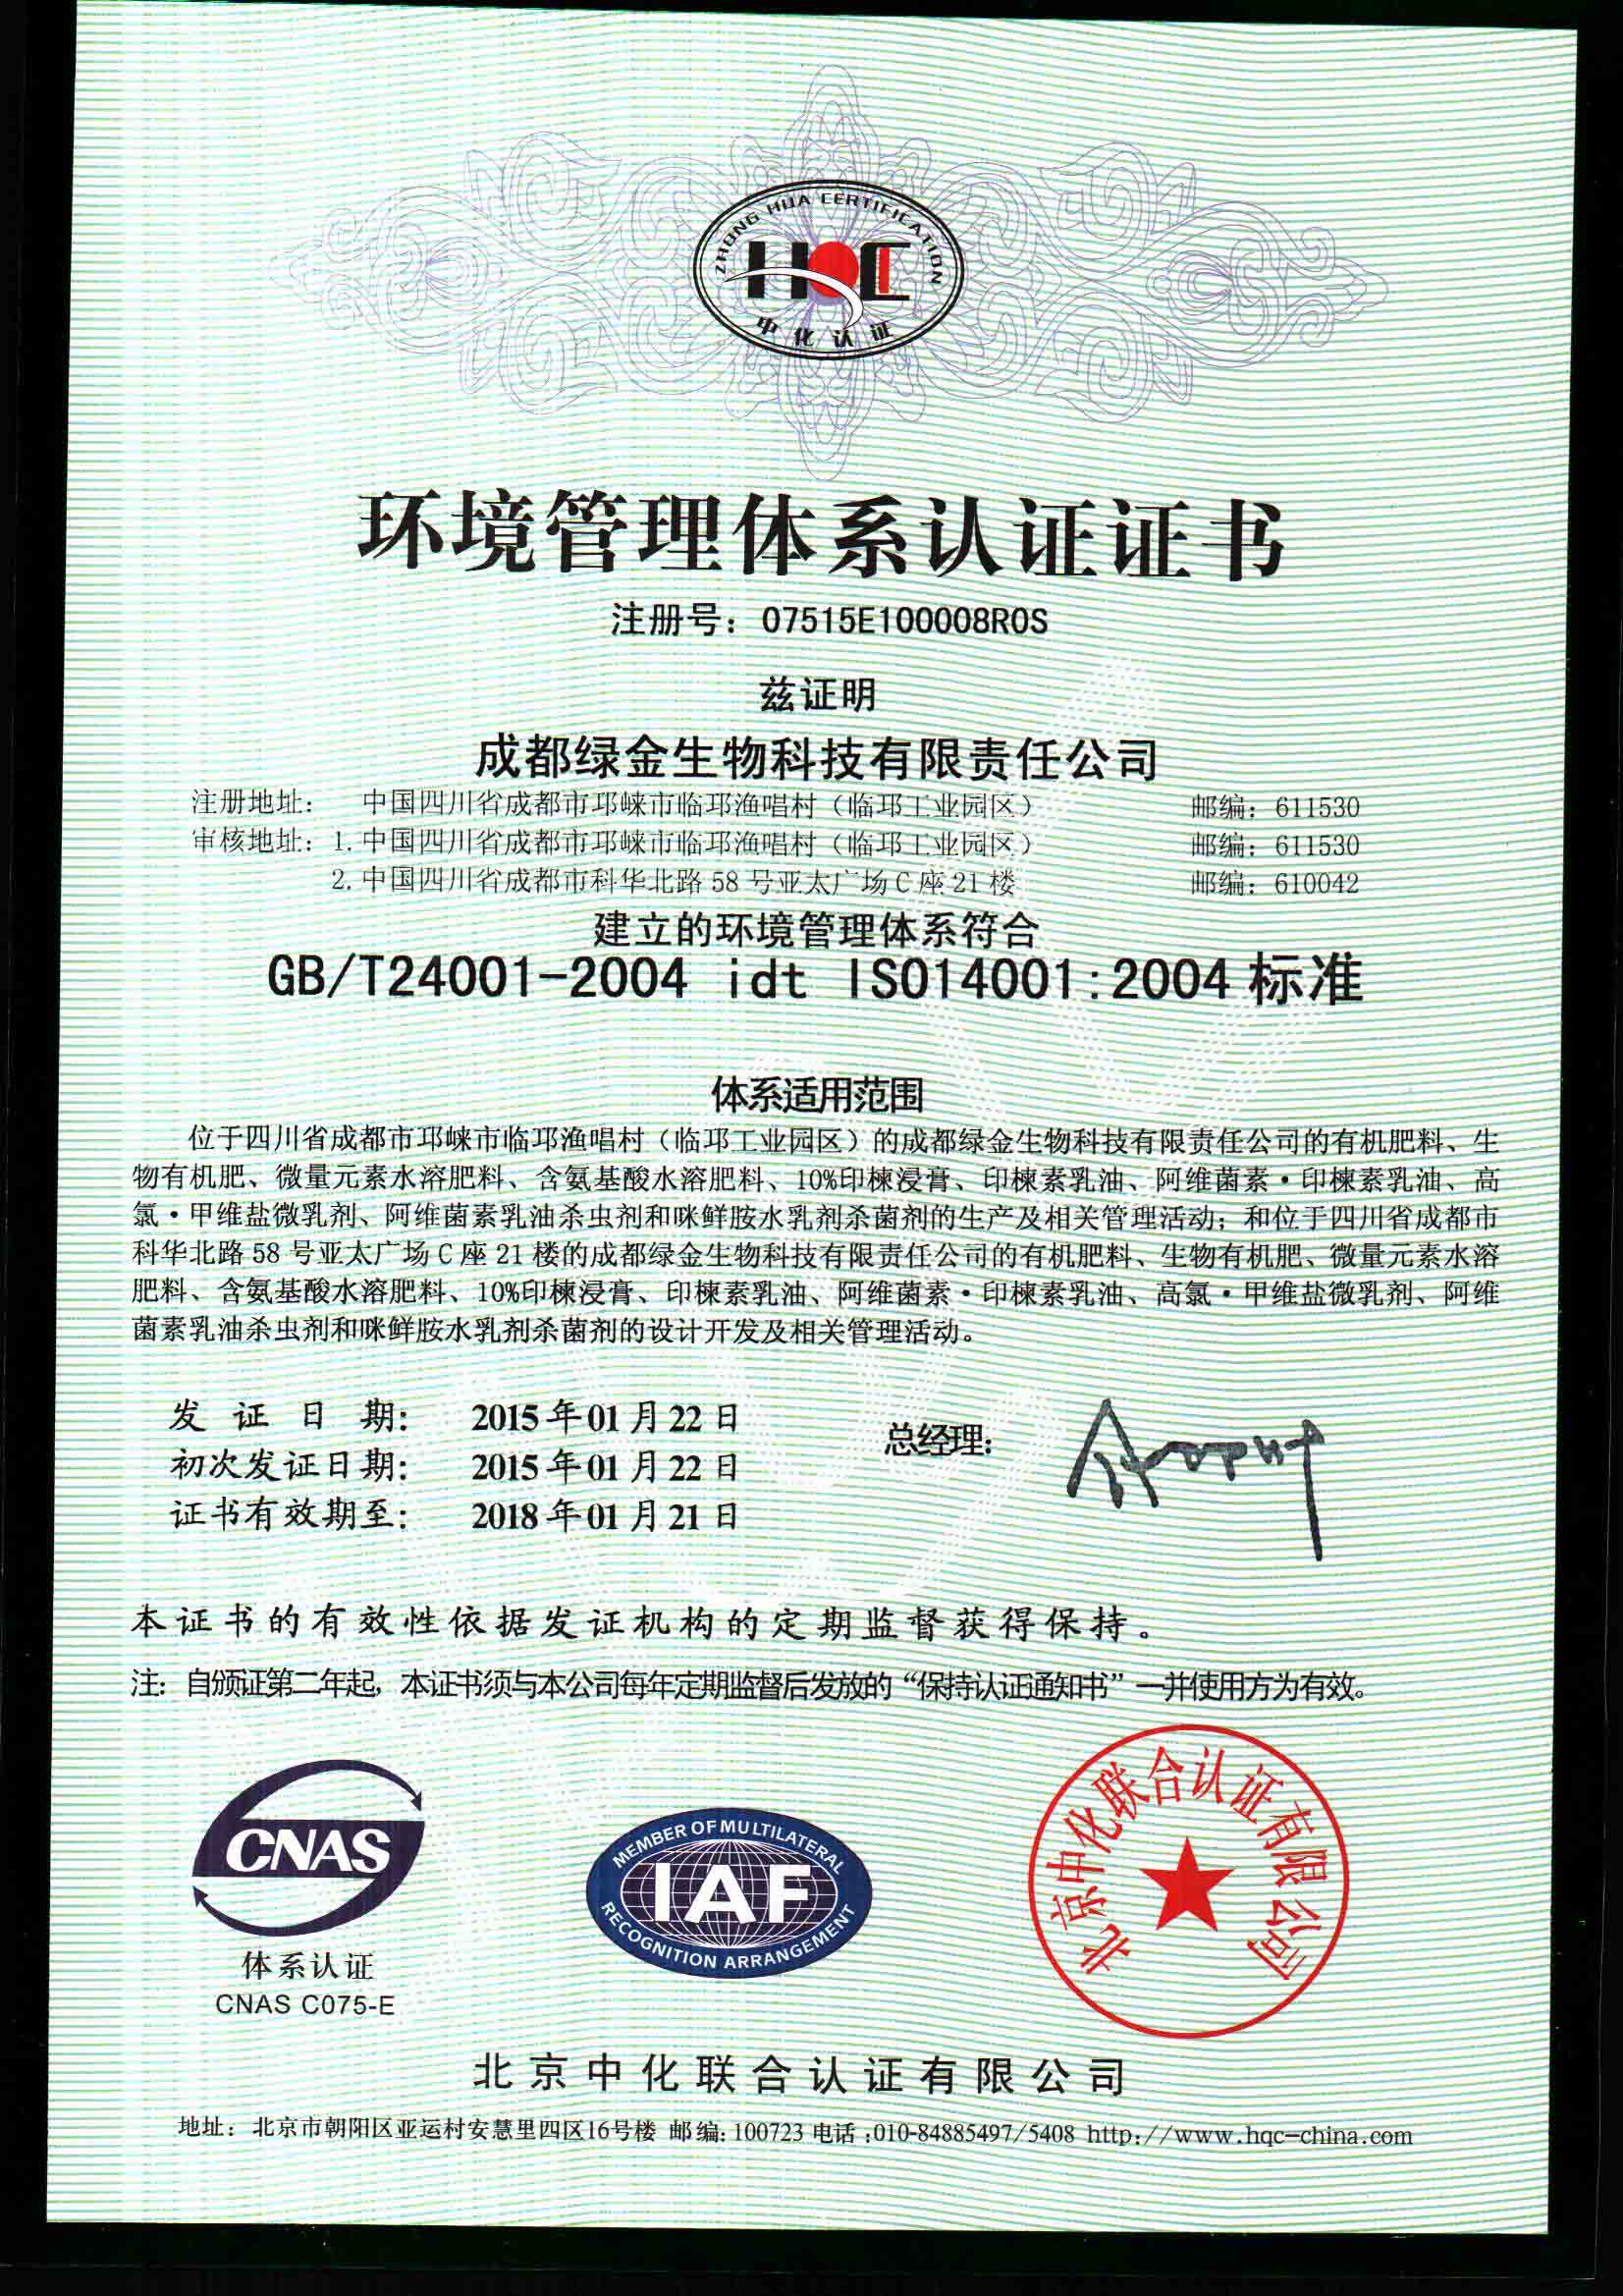 ZHONG HUA CERTIFICATION
HQC
中化认证
环境管理体系认证证书
注册号：07515E100008R0S
兹证明
成都绿金生物科技有限责任公司
注册地址： 中国四川省成都市邛崃市临邛渔唱村（临邛工业园区） 邮编：611530
审核地址：1.中国四川省成都市邛崃市临邛渔唱村（临邛工业园区） 邮编：611530
2.中国四川省成都市科华北路58号亚太广场C座21楼 邮编：610042
建立的环境管理体系符合
GB/T24001-2004 idt ISO14001:2004标准
体系适用范围
位于四川省成都市邛崃市临邛渔唱村（临邛工业园区）的成都绿金生物科技有限责任公司的有机肥料、生
物有机肥、微量元素水溶肥料、含氨基酸水溶肥料、10%印楝浸膏、印楝素乳油、阿维菌素·印楝素乳油、高
氯·甲维盐微乳剂、阿维菌素乳油杀虫剂和咪鲜胺水乳剂杀菌剂的生产及相关管理活动；和位于四川省成都市
科华北路58号亚太广场C座21楼的成都绿金生物科技有限责任公司的有机肥料、生物有机肥、微量元素水溶
肥料、含氨基酸水溶肥料、10%印楝浸膏、印楝素乳油、阿维菌素·印楝素乳油、高氯·甲维盐微乳剂、阿维
菌素乳油杀虫剂和咪鲜胺水乳剂杀菌剂的设计开发及相关管理活动。
发证日期： 2015年01月22日
初次发证日期： 2015年01月22日
证书有效期至： 2018年01月21日
总经理：
本证书的有效性依据发证机构的定期监督获得保持。
注：自颁证第二年起，本证书须与本公司每年定期监督后发放的“保持认证通知书”一并使用方为有效。
CNAS
体系认证
CNAS C075-E
MEMBER OF MULTILATERAL
IAF
RECOGNITION ARRANGEMENT
北京中化联合认证有限公司
北京中化联合认证有限公司
地址：北京市朝阳区亚运村安慧里四区16号楼 邮编:100723 电话:010-84885497/5408 http://www.hqc-china.com